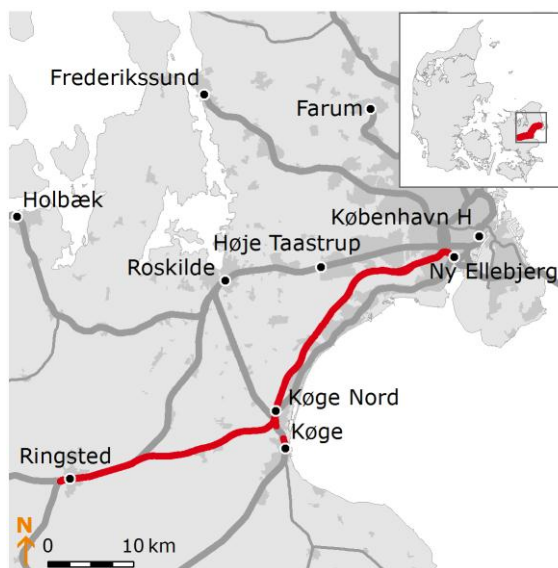 Frederikssund
Farum
Holbæk
København H
Høje Taastrup
Roskilde
Ny Ellebjerg
Køge Nord
Køge
Ringsted
N
0 10 km